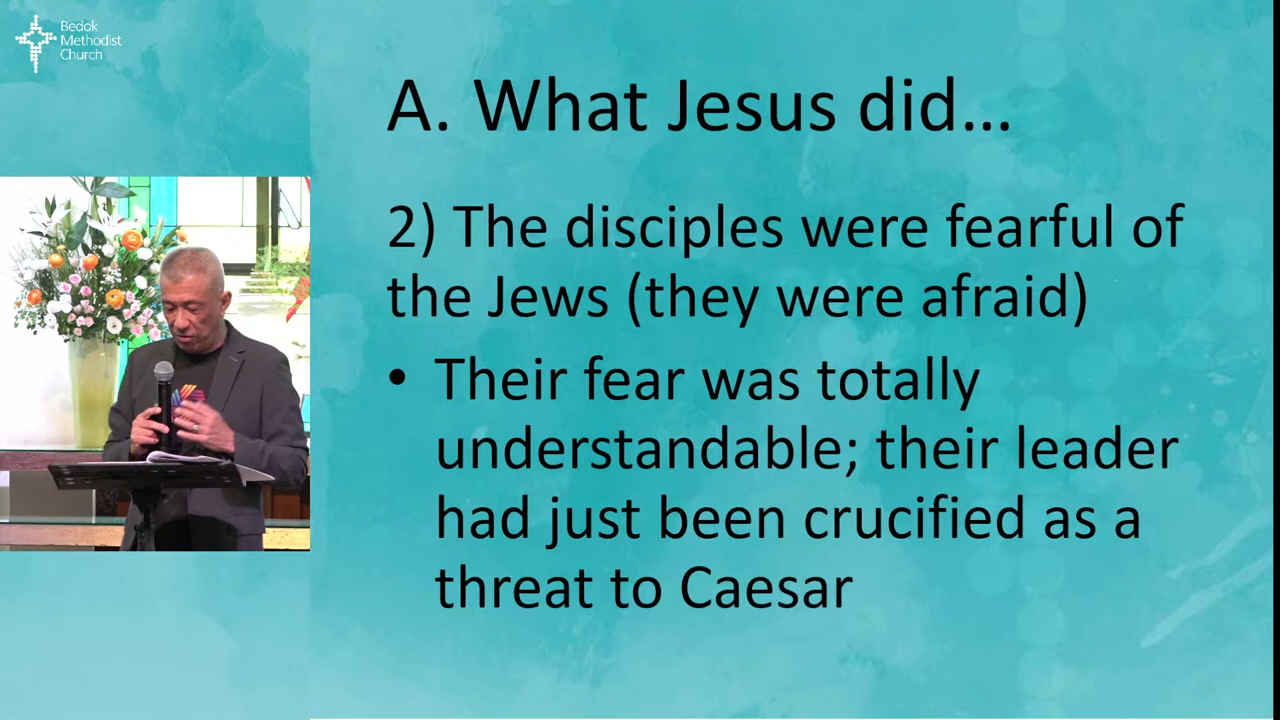 Bedok
Methodist
Church
A. What Jesus did...
2) The disciples were fearful of
the Jews (they were afraid)
• Their fear was totally
understandable; their leader
had just been crucified as a
threat to Caesar